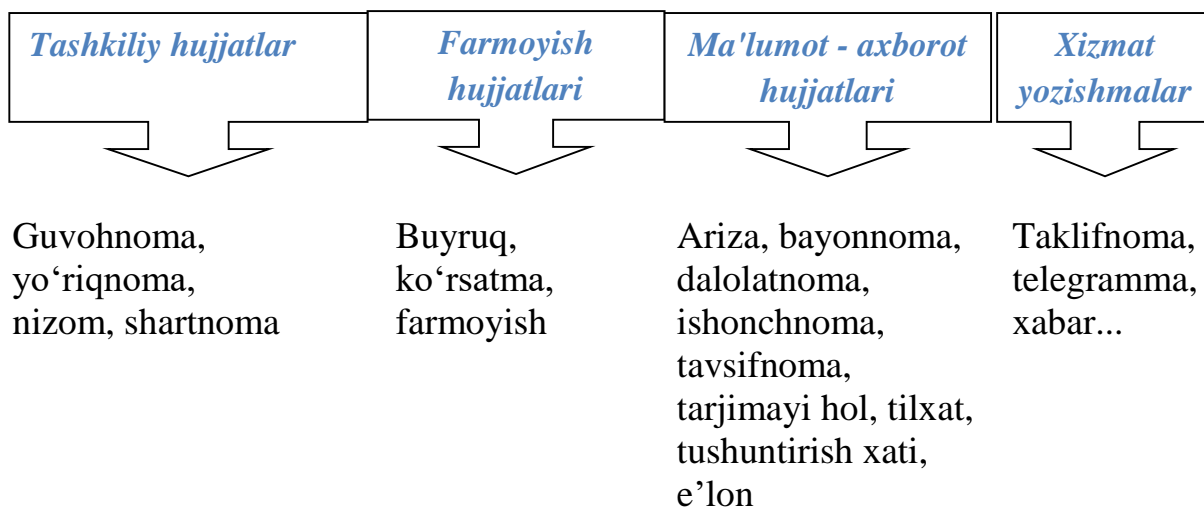 Tashkiliy hujjatlar
Farmoyish
hujjatlari
Ma'lumot - axborot
hujjatlari
Xizmat
yozishmalar
Guvohnoma,
yo‘riqnoma,
nizom, shartnoma
Buyruq,
ko‘rsatma,
farmoyish
Ariza, bayonnoma,
dalolatnoma,
ishonchnoma,
tavsifnoma,
tarjimayi hol, tilxat,
tushuntirish xati,
e’lon
Taklifnoma,
telegramma,
xabar...